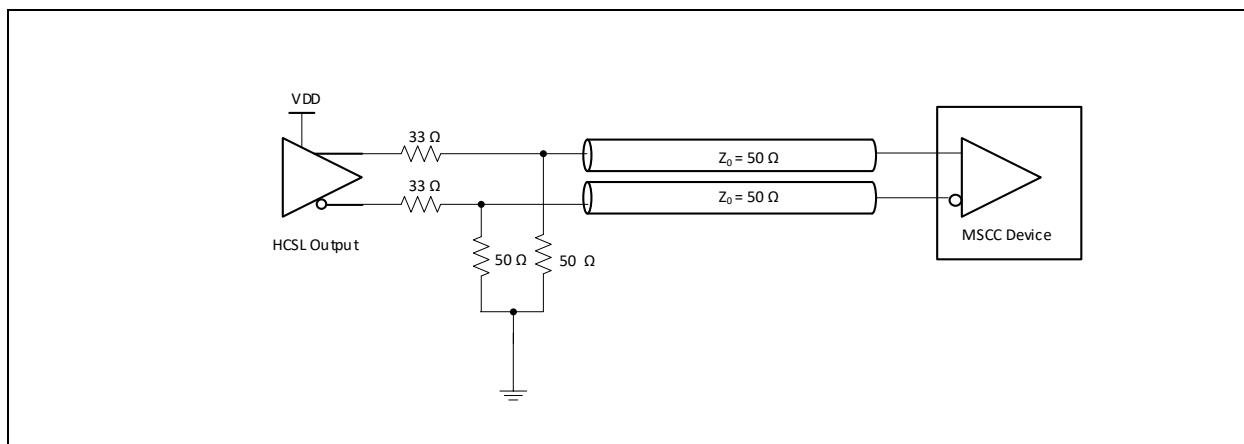 VDD
33 Ω
33 Ω
Z₀ = 50 Ω
Z₀ = 50 Ω
HCSL Output
50 Ω
50 Ω
MSCC Device